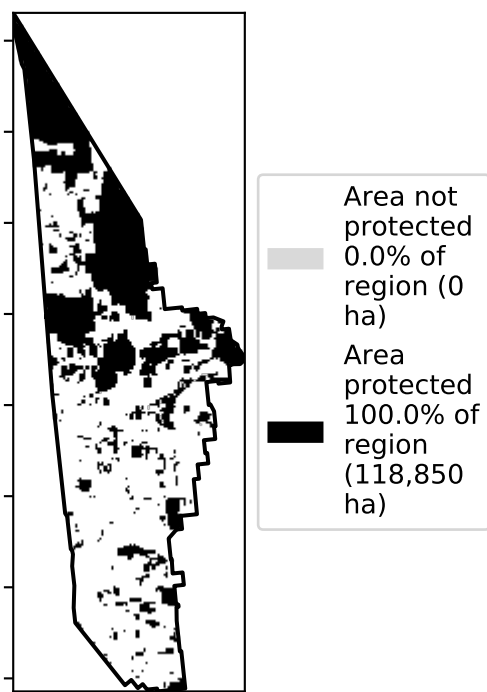 Area not
protected
0.0% of
region (0
ha)
Area
protected
100.0% of
region
(118,850
ha)